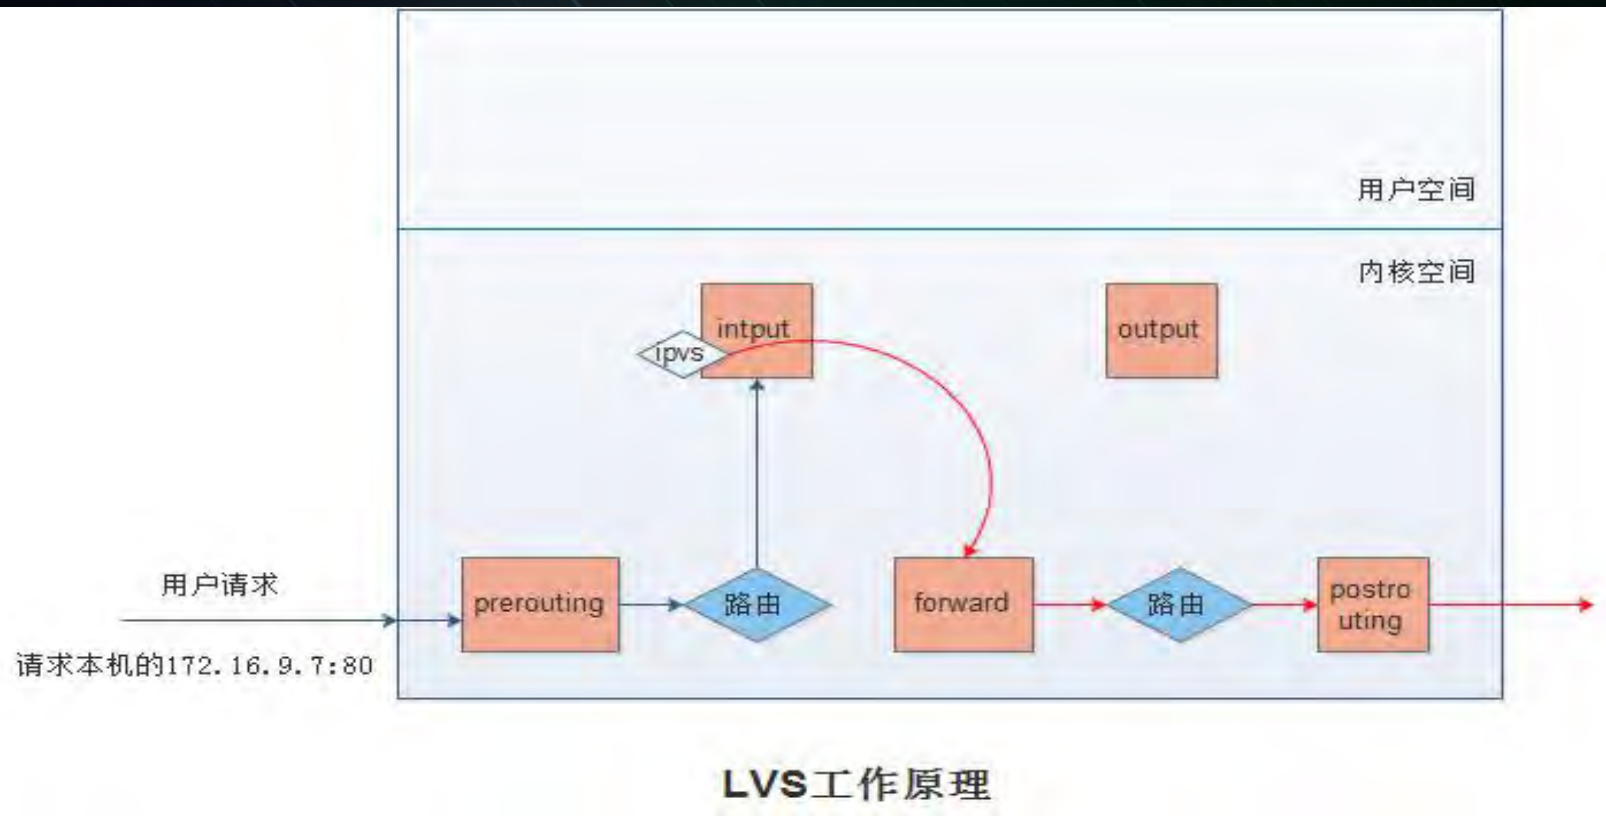 用户空间
内核空间
intput
output
ipvs
用户请求
prerouting
路由
forward
路由
postro
uting
请求本机的172.16.9.7:80
LVS工作原理